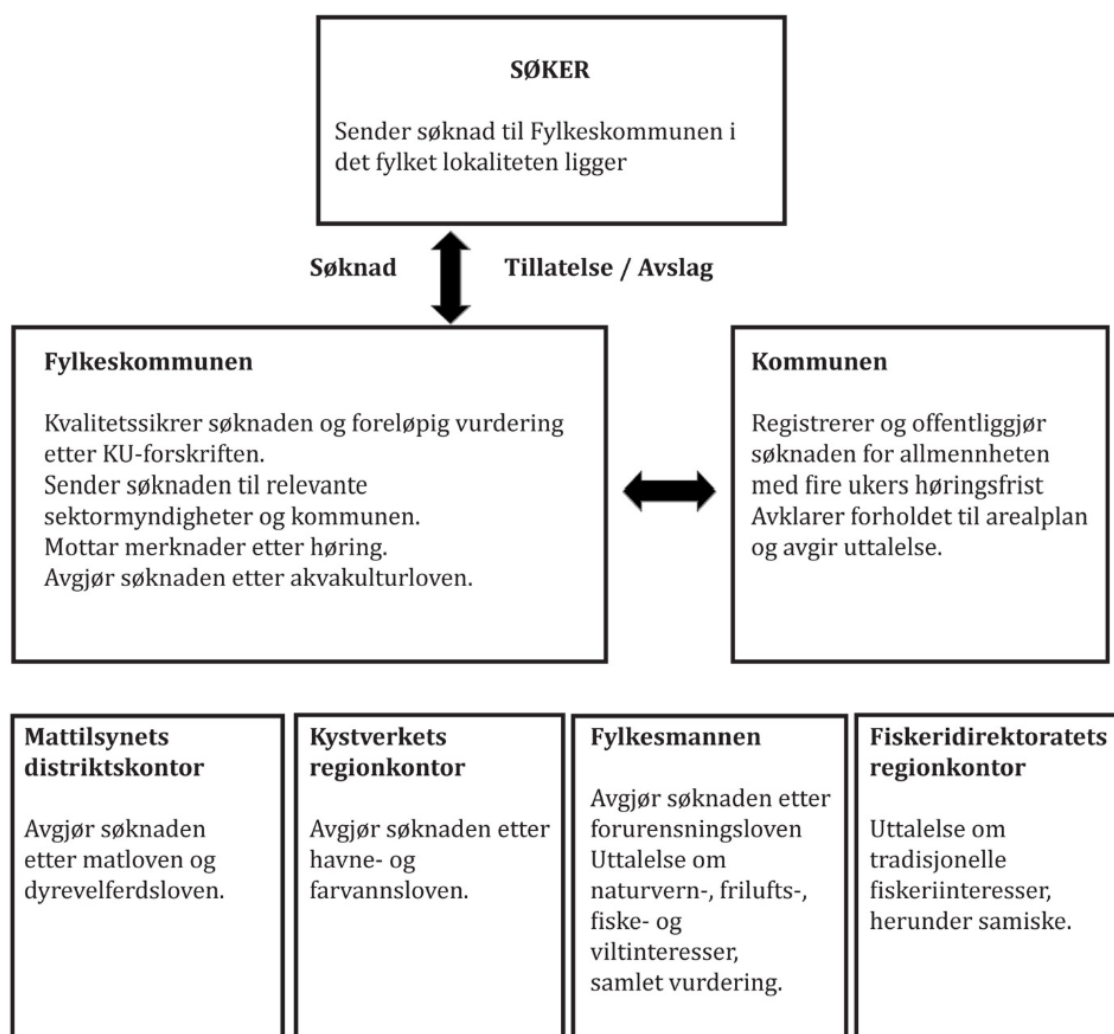 SØKER
Sender søknad til Fylkeskommunen i
det fylket lokaliteten ligger
Søknad
Tillatelse / Avslag
Fylkeskommunen
Kvalitetssikrer søknaden og foreløpig vurdering
etter KU-forskriften.
Sender søknaden til relevante
sektormyndigheter og kommunen.
Mottar merknader etter høring.
Avgjør søknaden etter akvakulturloven.
Kommunen
Registrerer og offentliggjør
søknaden for allmennheten
med fire ukers høringsfrist
Avklarer forholdet til arealplan
og avgir uttalelse.
Mattilsynets
distriktskontor
Avgjør søknaden
etter matloven og
dyrevelferdsloven.
Kystverkets
regionkontor
Avgjør søknaden etter
havne- og
farvannsloven.
Fylkesmannen
Avgjør søknaden etter
forurensningsloven
Uttalelse om
naturvern-, frilufts-,
fiske- og
viltinteresser,
samlet vurdering.
Fiskeridirektoratets
regionkontor
Uttalelse om
tradisjonelle
fiskeriinteresser,
herunder samiske.